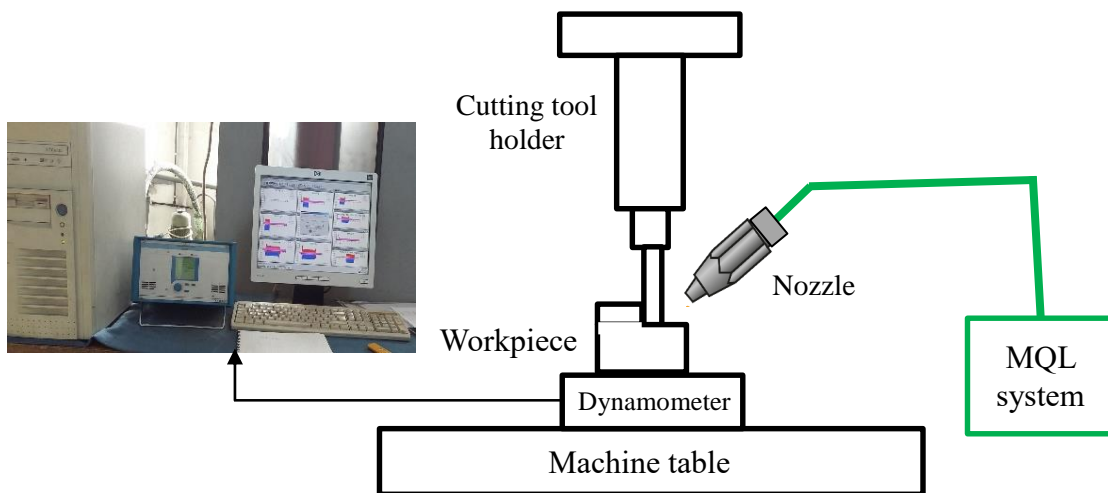 Cutting tool
holder
Nozzle
Workpiece
MQL
system
Dynamometer
Machine table